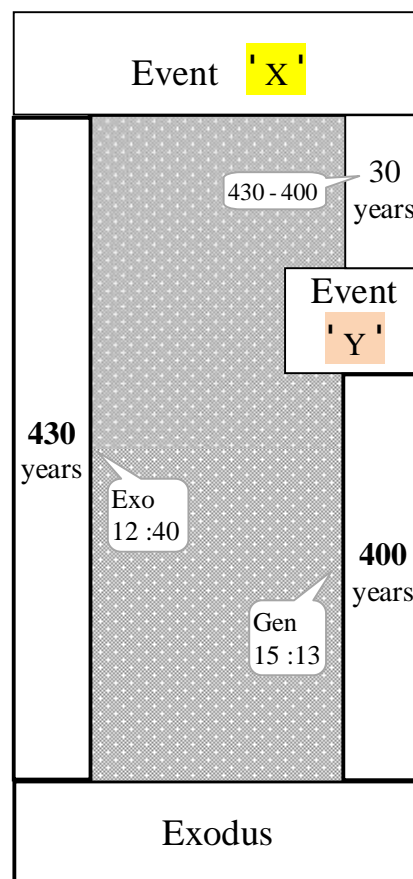 Event ' X '
430 - 400
30
years
Event
' Y '
430
years
Exo
12 :40
400
years
Gen
15 :13
Exodus